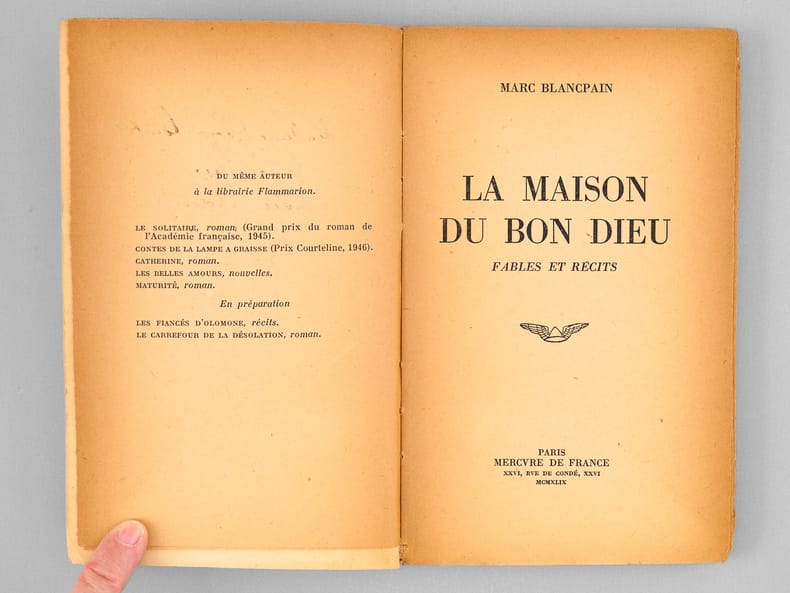 DU MÊME AUTEUR
à la librairie Flammarion.
LE SOLITAIRE, roman, (Grand prix du roman de
l'Académie française, 1945).
CONTES DE LA LAMPE A GRAISSE (Prix Courteline, 1946).
CATHERINE, roman.
LES BELLES AMOURS, nouvelles.
MATURITÉ, roman.
En préparation
LES FIANCÉS D'OLOMONE, récits.
LE CARREFOUR DE LA DÉSOLATION, roman.
MARC BLANCPAIN
LA MAISON
DU BON DIEU
FABLES ET RÉCITS
PARIS
MERCVRE DE FRANCE
XXVI, RVE DE CONDÉ, XXVI
MCMXLIX